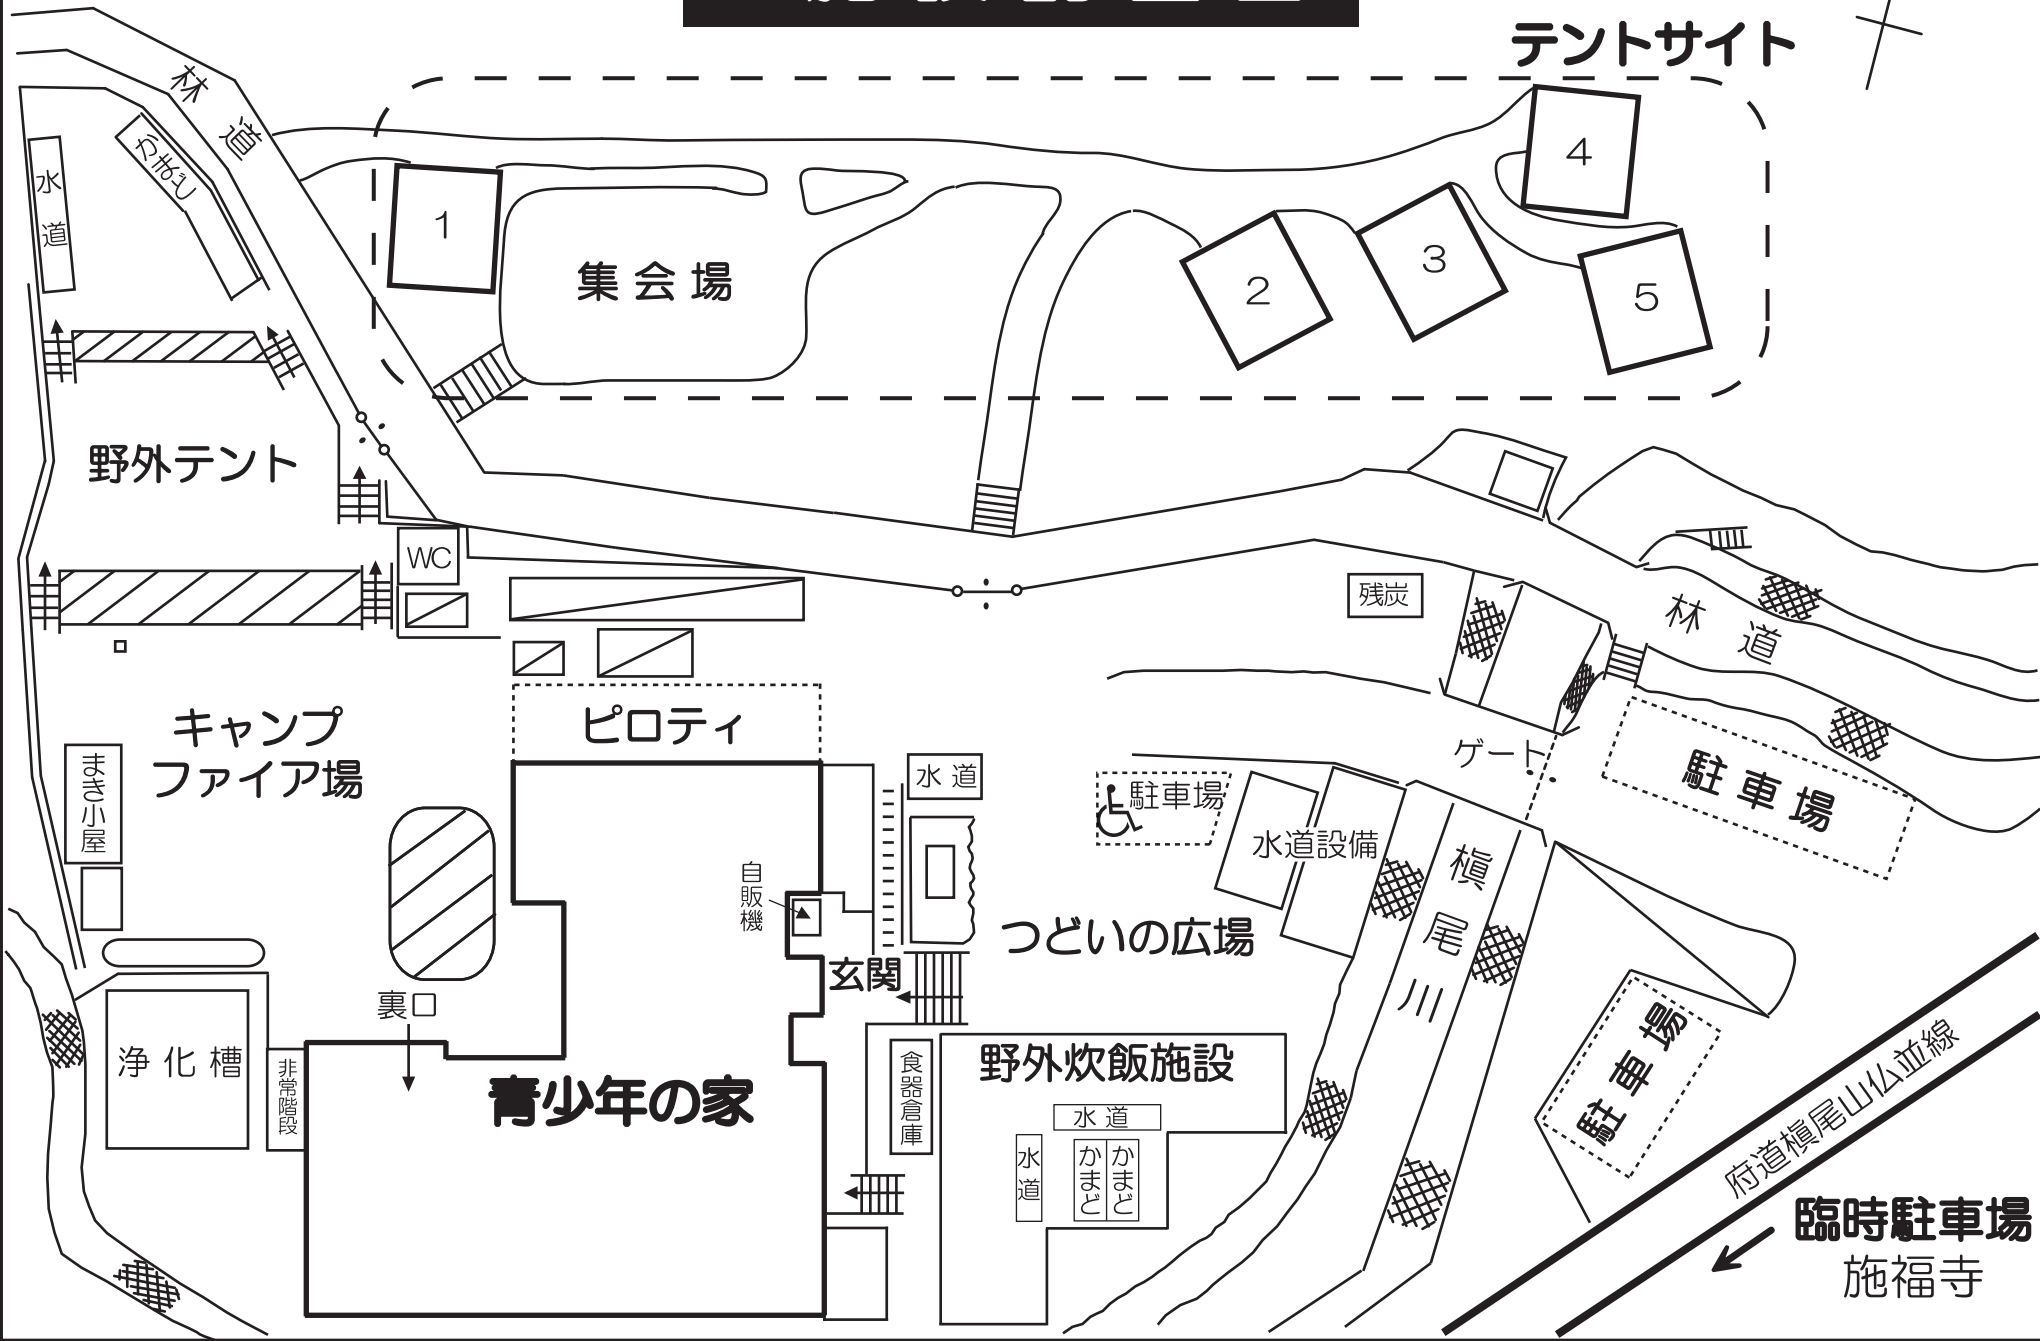 テントサイト
林道
水道
かまど
1
2
3
4
5
集会場
野外テント
WC
残炭
林道
キャンプ
ファイア場
ピロティ
ゲート
まき小屋
水道
駐車場
駐車場
水道設備
自販機
槇尾川
つどいの広場
玄関
裏口
浄化槽
非常階段
青少年の家
食器倉庫
野外炊飯施設
水道
水道
かまど
かまど
駐車場
府道槇尾山仏並線
臨時駐車場
施福寺